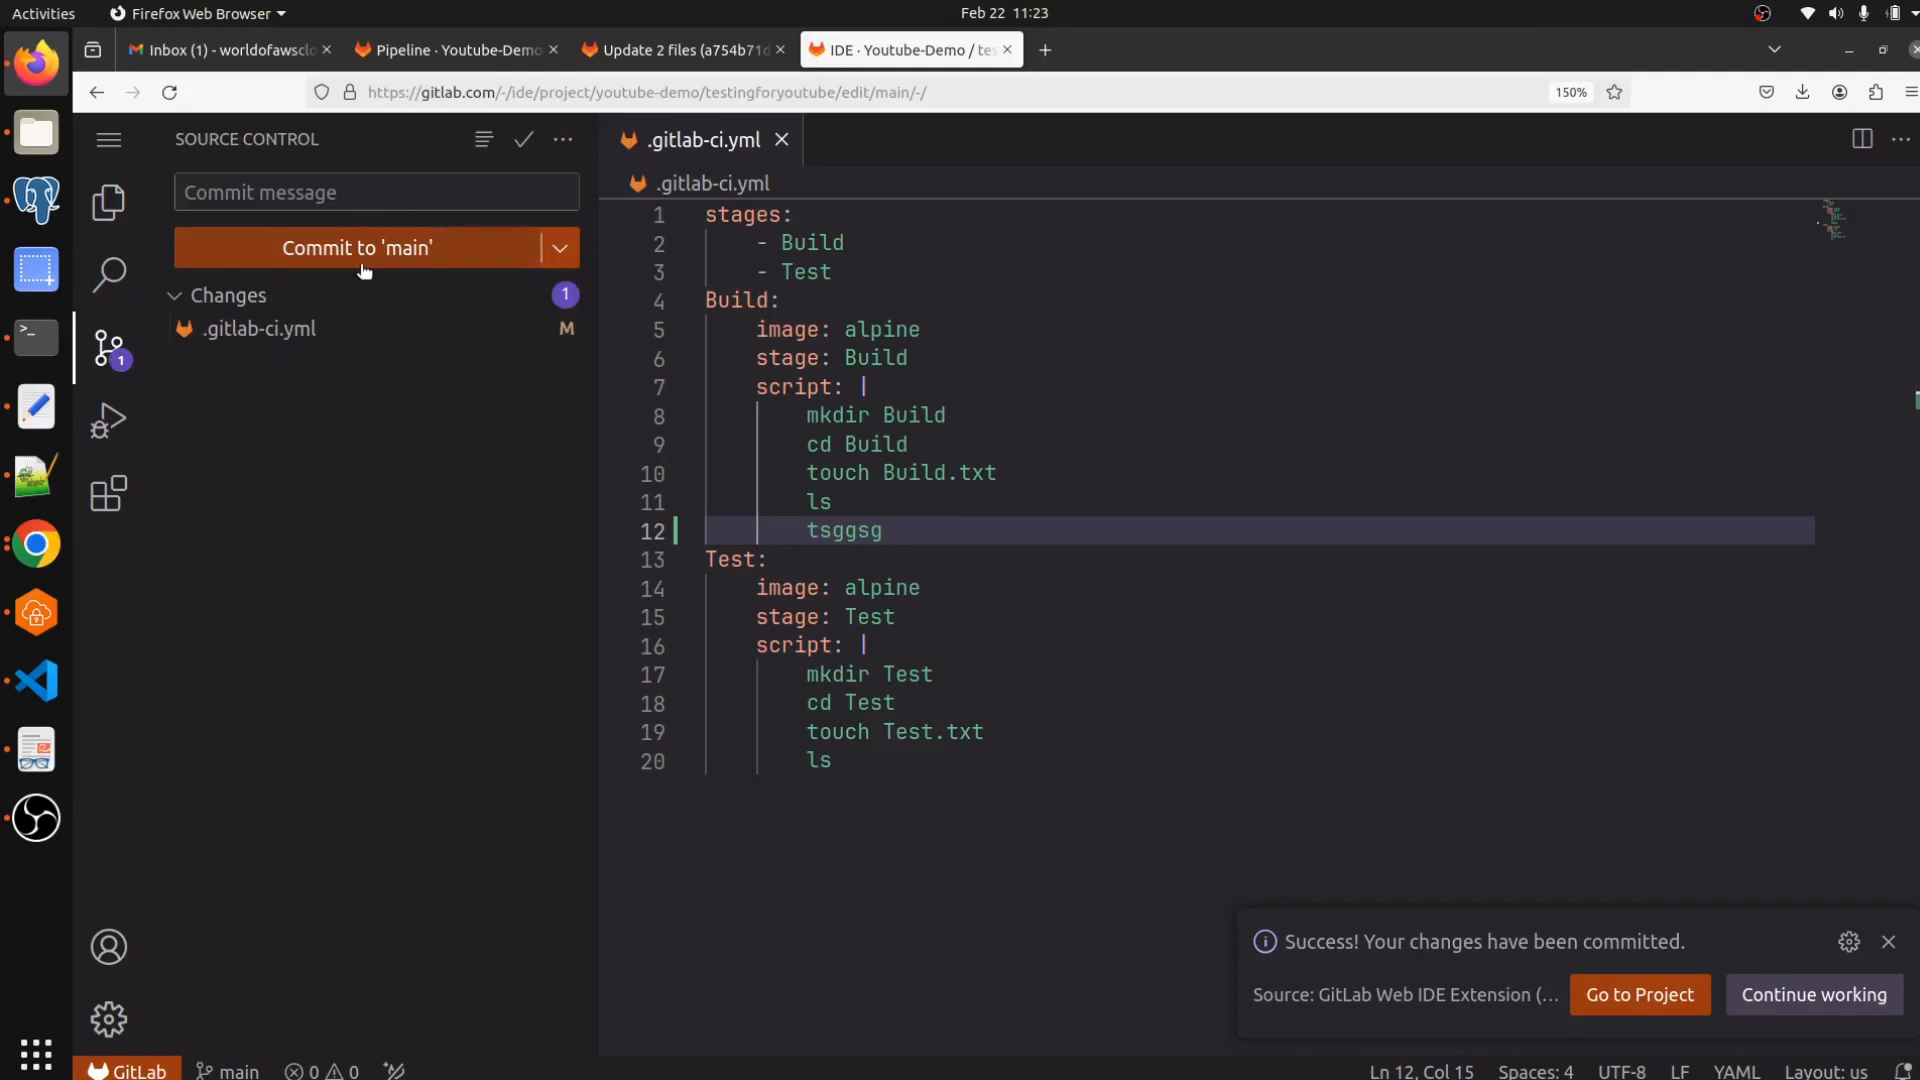 Activities Firefox Web Browser Feb 22 11:23
Inbox (1) - worldofawsclo Pipeline · Youtube-Demo Update 2 files (a754b71d IDE · Youtube-Demo / tes
https://gitlab.com/-/ide/project/youtube-demo/testingforyoutube/edit/main/-/ 150%
SOURCE CONTROL
Commit message
Commit to 'main'
Changes 1
.gitlab-ci.yml M
1
.gitlab-ci.yml
.gitlab-ci.yml
1 stages:
2 - Build
3 - Test
4 Build:
5 image: alpine
6 stage: Build
7 script: |
8 mkdir Build
9 cd Build
10 touch Build.txt
11 ls
12 tsggsg
13 Test:
14 image: alpine
15 stage: Test
16 script: |
17 mkdir Test
18 cd Test
19 touch Test.txt
20 ls
Success! Your changes have been committed.
Source: GitLab Web IDE Extension (... Go to Project Continue working
GitLab main 0 0 Ln 12, Col 15 Spaces: 4 UTF-8 LF YAML Layout: us